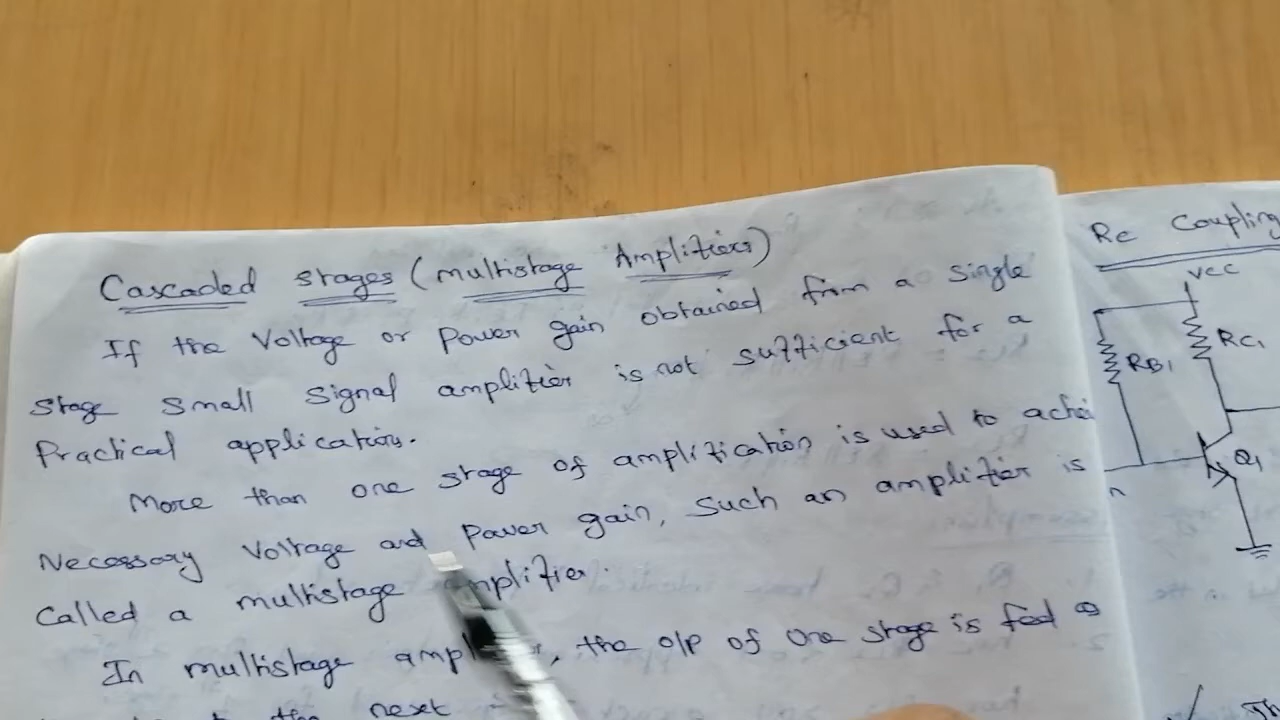 Cascaded stages (multistage Amplifiers)
If the Voltage or Power gain obtained from a single
stage small signal amplifier is not sufficient for a
Practical application.
More than one stage of amplification is used to achei
Necessary Voltage and Power gain, such an amplifier is
Called a multistage amplifier.
In multistage the o/p of one stage is fed as
the next
Rc Coupling
VCC
RC1
RB1
Q1